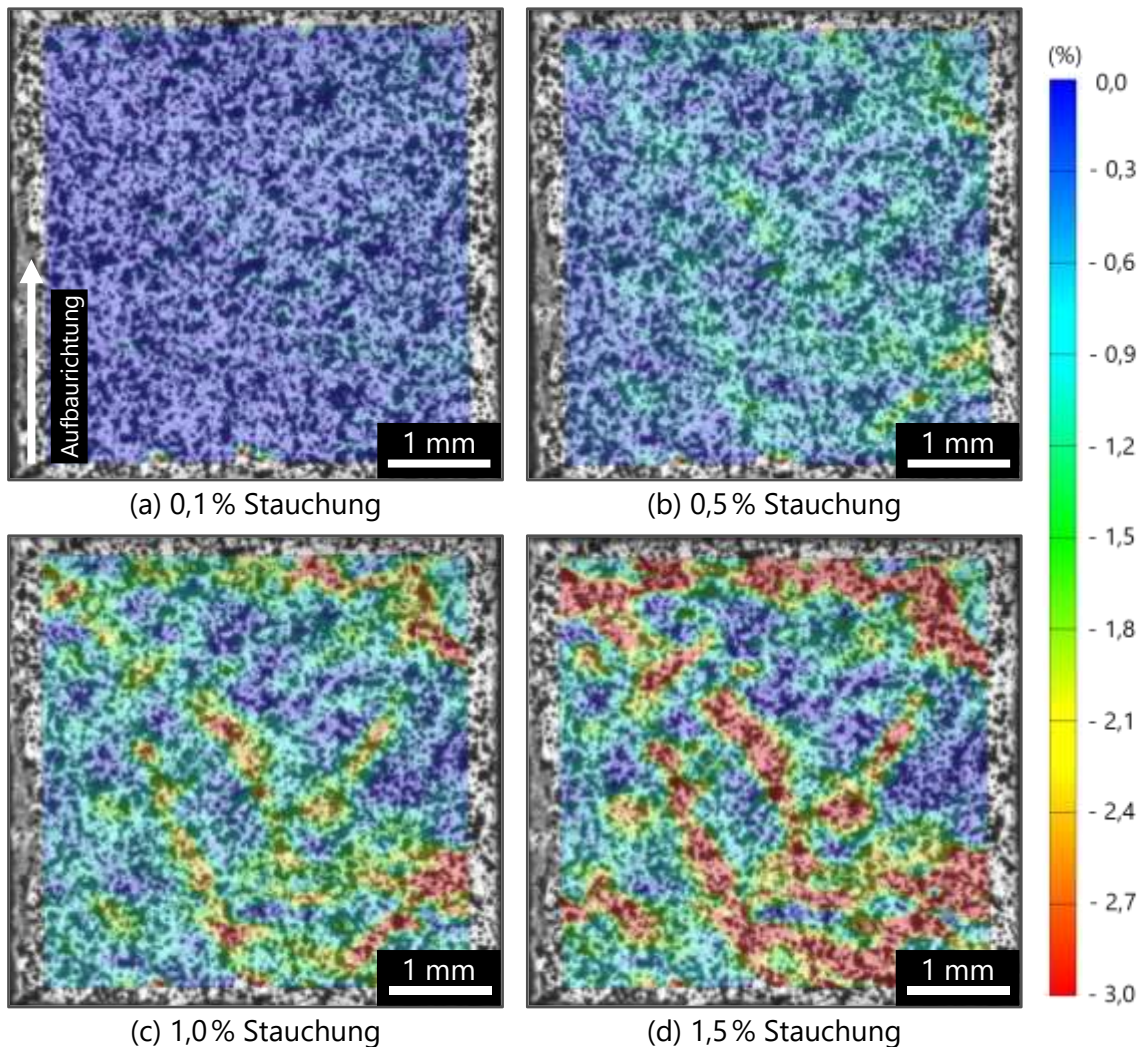 (%)
0,0
- 0,3
- 0,6
- 0,9
- 1,2
- 1,5
- 1,8
- 2,1
- 2,4
- 2,7
- 3,0
Aufbaurichtung
1 mm
1 mm
(a) 0,1% Stauchung
(b) 0,5% Stauchung
1 mm
1 mm
(c) 1,0% Stauchung
(d) 1,5% Stauchung